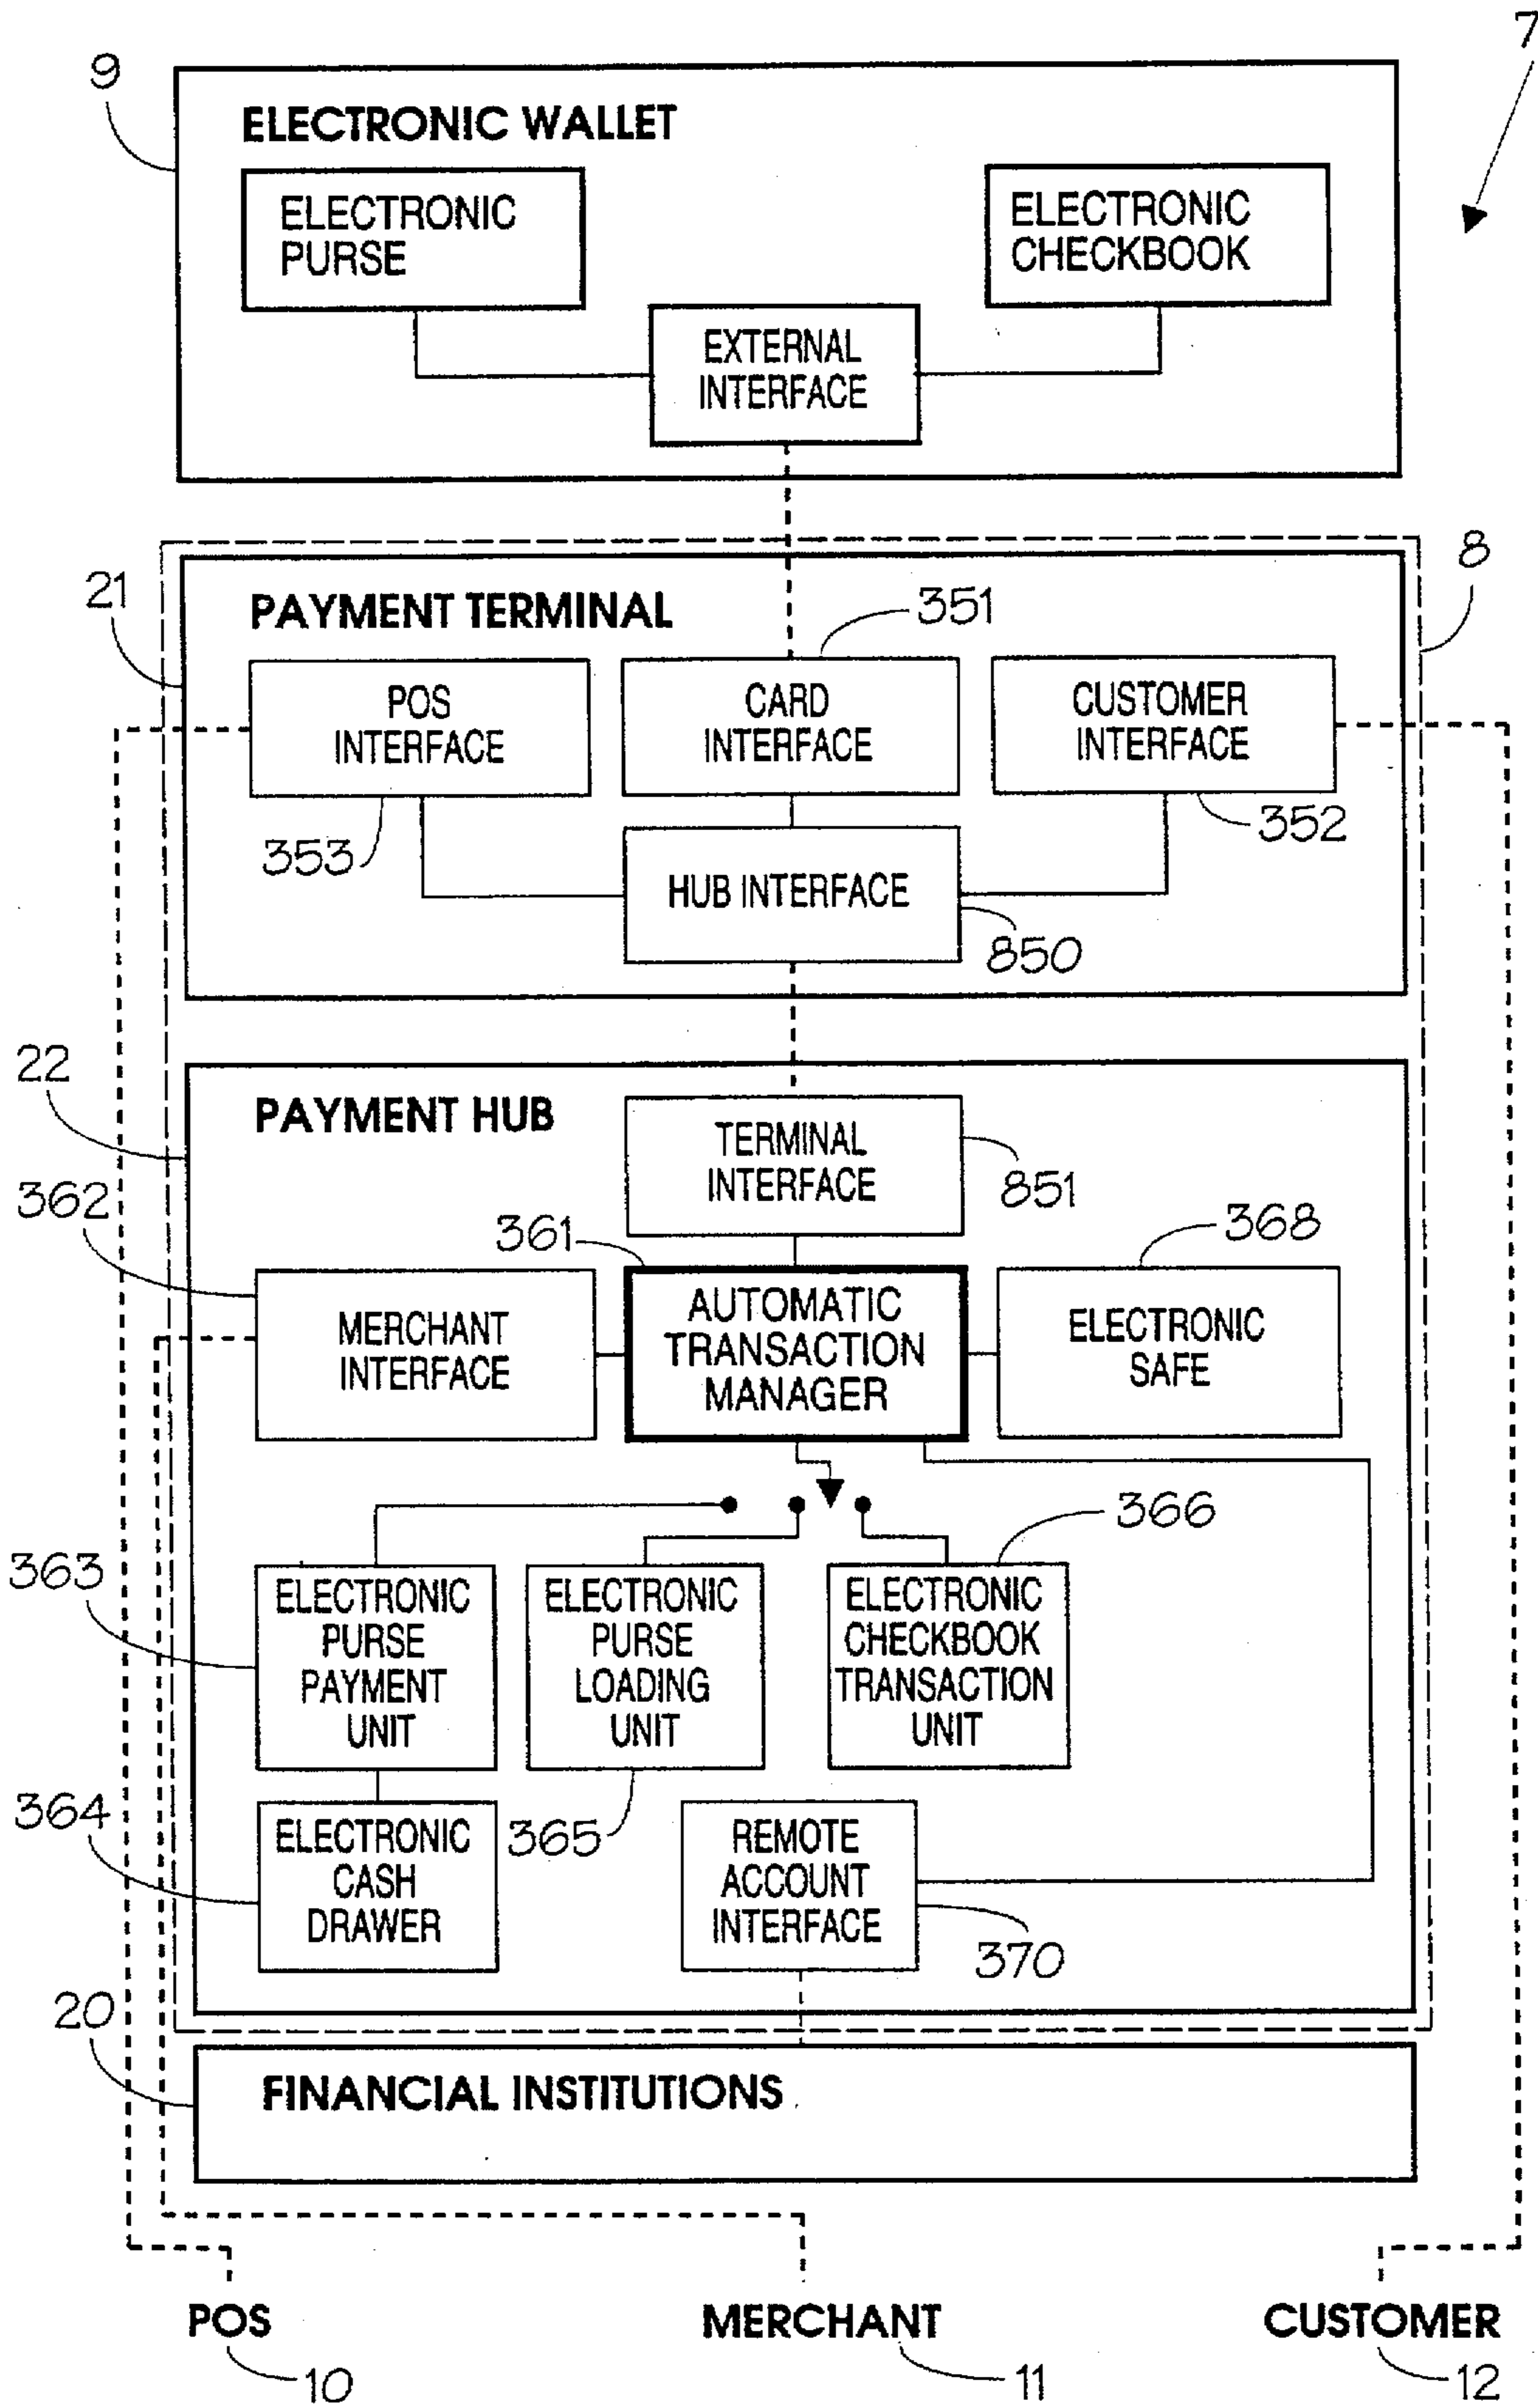 7
9
ELECTRONIC WALLET
ELECTRONIC
PURSE
ELECTRONIC
CHECKBOOK
EXTERNAL
INTERFACE
8
21
PAYMENT TERMINAL
351
POS
INTERFACE
CARD
INTERFACE
CUSTOMER
INTERFACE
353
352
HUB INTERFACE
850
22
PAYMENT HUB
TERMINAL
INTERFACE
851
362
361
368
MERCHANT
INTERFACE
AUTOMATIC
TRANSACTION
MANAGER
ELECTRONIC
SAFE
366
363
ELECTRONIC
PURSE
PAYMENT
UNIT
ELECTRONIC
PURSE
LOADING
UNIT
ELECTRONIC
CHECKBOOK
TRANSACTION
UNIT
364
365
ELECTRONIC
CASH
DRAWER
REMOTE
ACCOUNT
INTERFACE
370
20
FINANCIAL INSTITUTIONS
POS
MERCHANT
CUSTOMER
10
11
12